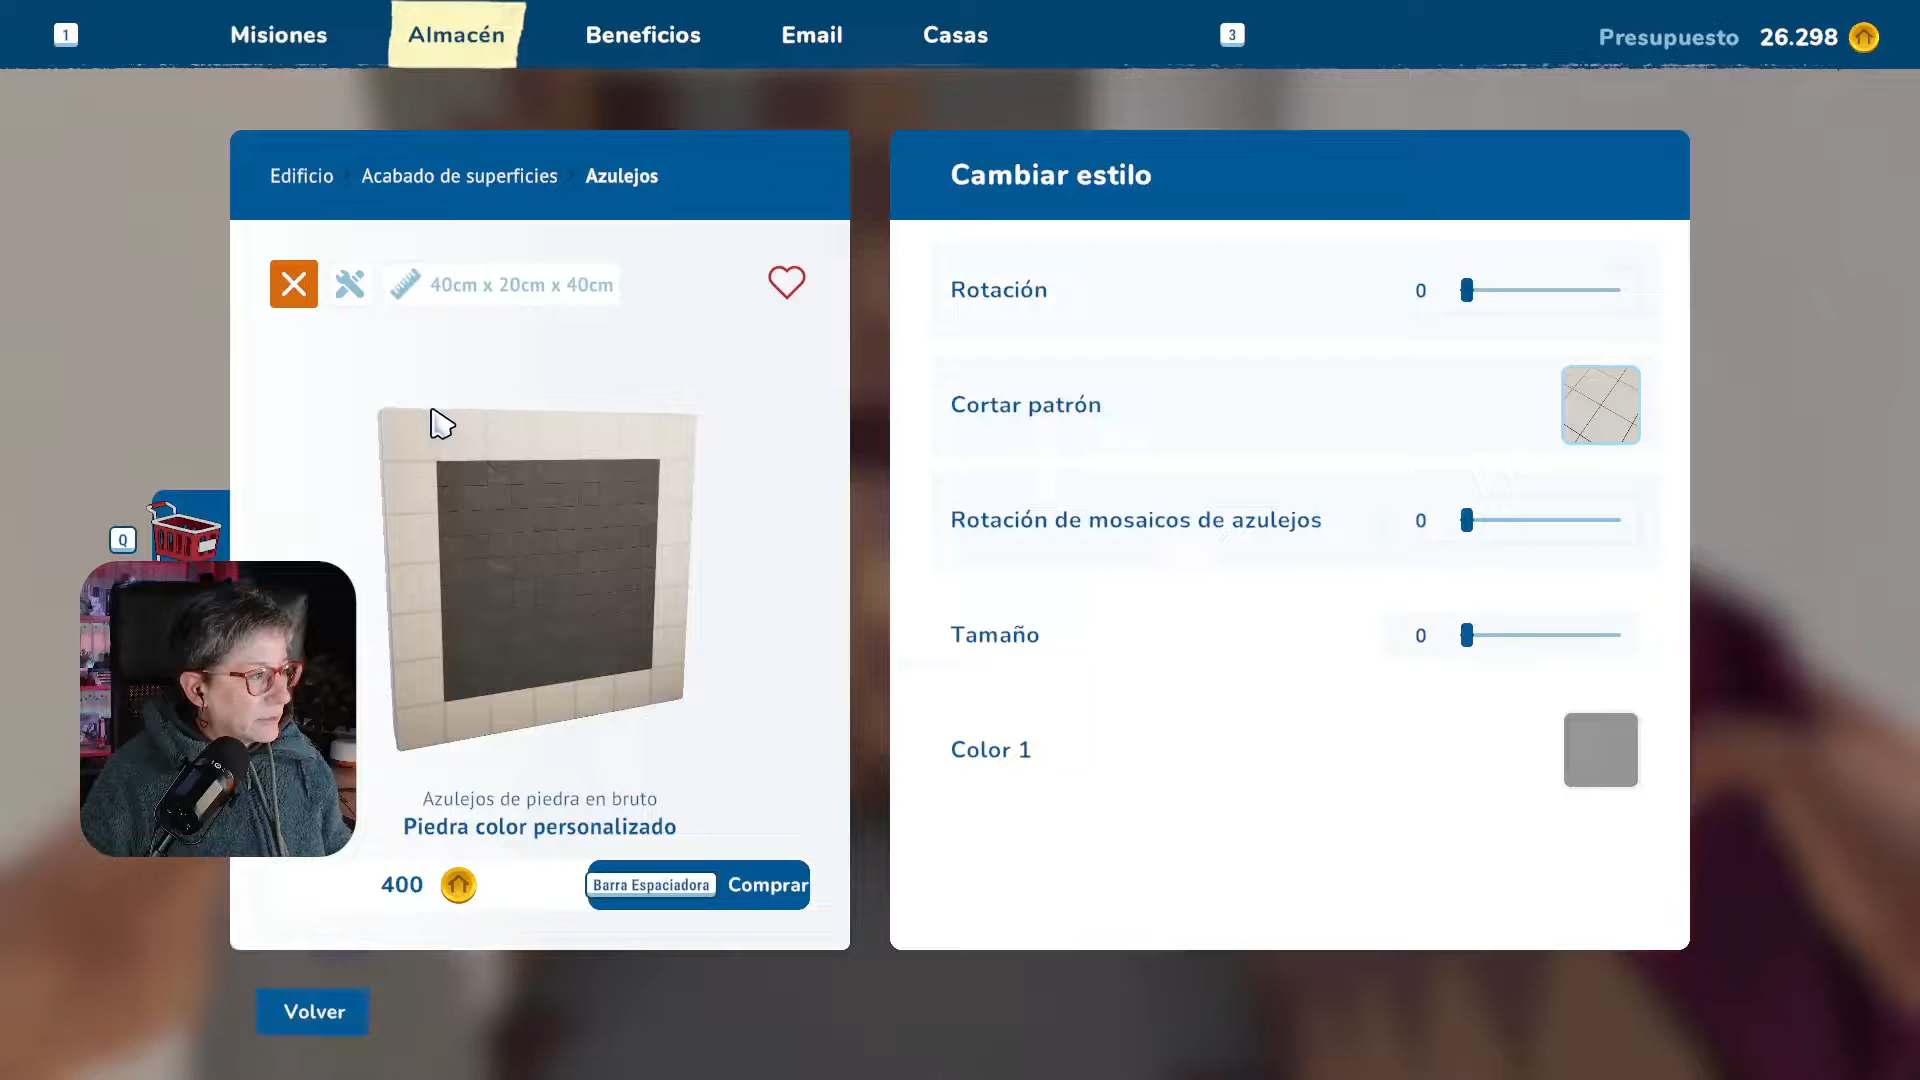 1
Misiones
Almacén
Beneficios
Email
Casas
3
Presupuesto 26.298
Edificio
Acabado de superficies
Azulejos
40cm x 20cm x 40cm
Q
Azulejos de piedra en bruto
Piedra color personalizado
400
Barra Espaciadora
Comprar
Volver
Cambiar estilo
Rotación 0
Cortar patrón
Rotación de mosaicos de azulejos 0
Tamaño 0
Color 1